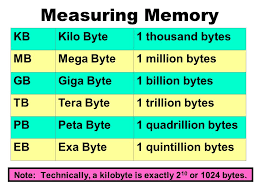 Measuring Memory
KB Kilo Byte 1 thousand bytes
MB Mega Byte 1 million bytes
GB Giga Byte 1 billion bytes
TB Tera Byte 1 trillion bytes
PB Peta Byte 1 quadrillion bytes
EB Exa Byte 1 quintillion bytes
Note: Technically, a kilobyte is exactly 2¹⁰ or 1024 bytes.